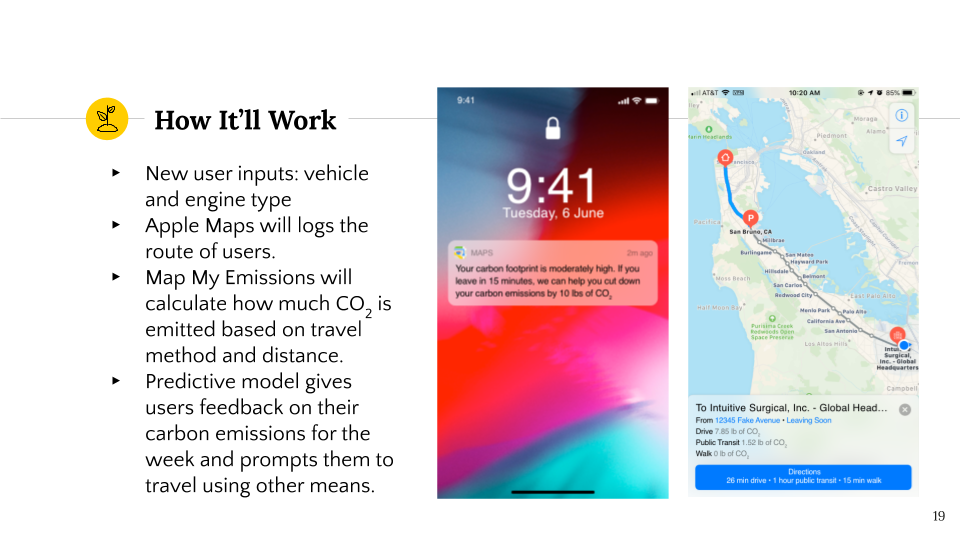 How It’ll Work
▸ New user inputs: vehicle
and engine type
▸ Apple Maps will logs the
route of users.
▸ Map My Emissions will
calculate how much CO₂ is
emitted based on travel
method and distance.
▸ Predictive model gives
users feedback on their
carbon emissions for the
week and prompts them to
travel using other means.
9:41
9:41
Tuesday, 6 June
MAPS 2m ago
Your carbon footprint is moderately high. If you
leave in 15 minutes, we can help you cut down
your carbon emissions by 10 lbs of CO₂
AT&T 10:20 AM 85%
Moraga
Marin Headlands
Piedmont
Alamo
Oakland
Francisco
Castro Valley
P
Pacifica
San Bruno, CA
Millbrae
Burlingame
San Mateo
Hayward Park
Hillsdale
Belmont
Moss Beach
San Carlos
Redwood City
East Palo Alto
Half Moon Bay
Menlo Park
Palo Alto
California Ave
Purisima Creek
Redwoods Open
Space Preserve
San Antonio
Los Altos Hills
Intuitive
Surgical,
Inc. - Global
Headquarters
Campbell
To Intuitive Surgical, Inc. - Global Head...
From 12345 Fake Avenue • Leaving Soon
Drive 7.85 lb of CO₂
Public Transit 1.52 lb of CO₂
Walk 0 lb of CO₂
Directions
26 min drive • 1 hour public transit • 15 min walk
19